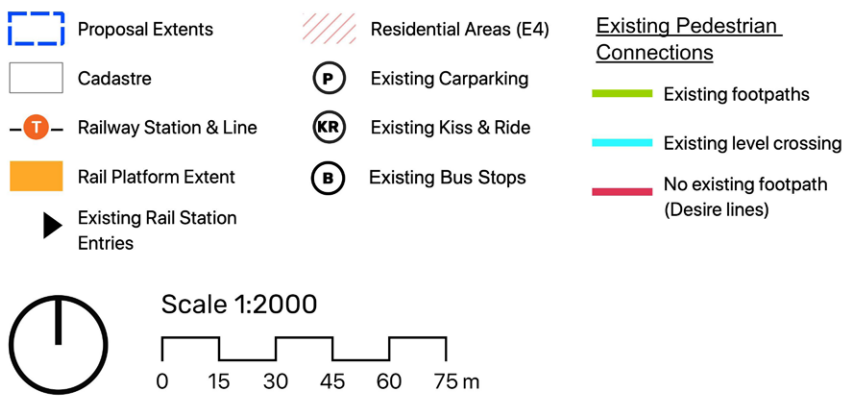 Proposal Extents
Cadastre
T
Railway Station & Line
Rail Platform Extent
Existing Rail Station
Entries
Residential Areas (E4)
P
Existing Carparking
KR
Existing Kiss & Ride
B
Existing Bus Stops
Existing Pedestrian
Connections
Existing footpaths
Existing level crossing
No existing footpath
(Desire lines)
Scale 1:2000
0 15 30 45 60 75 m